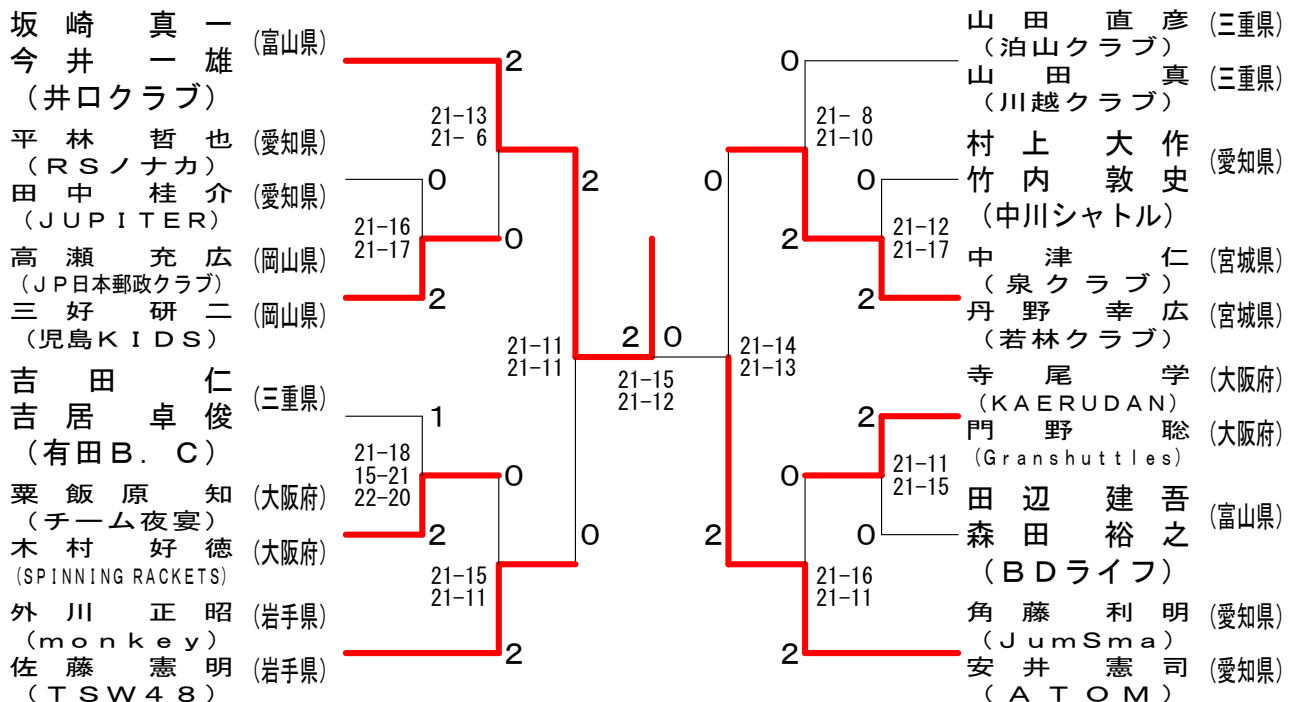 坂崎 真一 (富山県)
今井 一雄
(井口クラブ)
平林 哲也 (愛知県)
(RSノナカ)
田中 桂介 (愛知県)
(JUPITER)
高瀬 充広 (岡山県)
(JP日本郵政クラブ)
三好 研二 (岡山県)
(児島KIDS)
吉田 仁 (三重県)
吉居 卓俊
(有田B.C)
粟飯原 知 (大阪府)
(チーム夜宴)
木村 好徳 (大阪府)
(SPINNING RACKETS)
外川 正昭 (岩手県)
(monkey)
佐藤 憲明 (岩手県)
(TSW48)
2
21-13
21- 6
0
2
21-16
21-17
0
2
21-11
21-11
1
21-18
15-21
22-20
0
2
0
21-15
21-11
2
2 0
21-15
21-12
0
21- 8
21-10
0
0
21-12
21-17
2
2
21-14
21-13
2
0
21-11
21-15
2
0
21-16
21-11
2
山田 直彦 (三重県)
(泊山クラブ)
山田 真 (三重県)
(川越クラブ)
村上 大作 (愛知県)
竹内 敦史
(中川シャトル)
中津 仁 (宮城県)
(泉クラブ)
丹野 幸広 (宮城県)
(若林クラブ)
寺尾 学 (大阪府)
(KAERUDAN)
門野 聡 (大阪府)
(Granshuttles)
田辺 建吾 (富山県)
森田 裕之
(BDライフ)
角藤 利明 (愛知県)
(JumSma)
安井 憲司 (愛知県)
(ATOM)